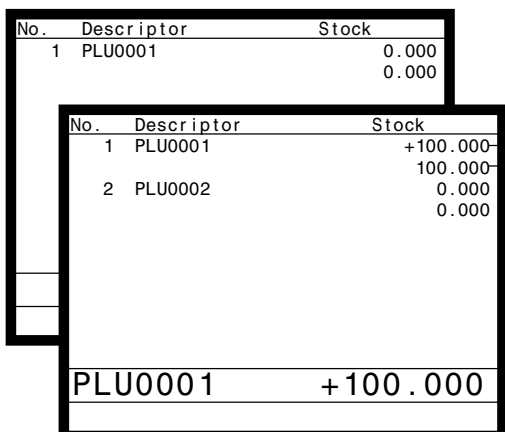 No. Descriptor Stock
1 PLU0001 0.000
0.000
No. Descriptor Stock
1 PLU0001 +100.000
100.000
2 PLU0002 0.000
0.000
PLU0001 +100.000